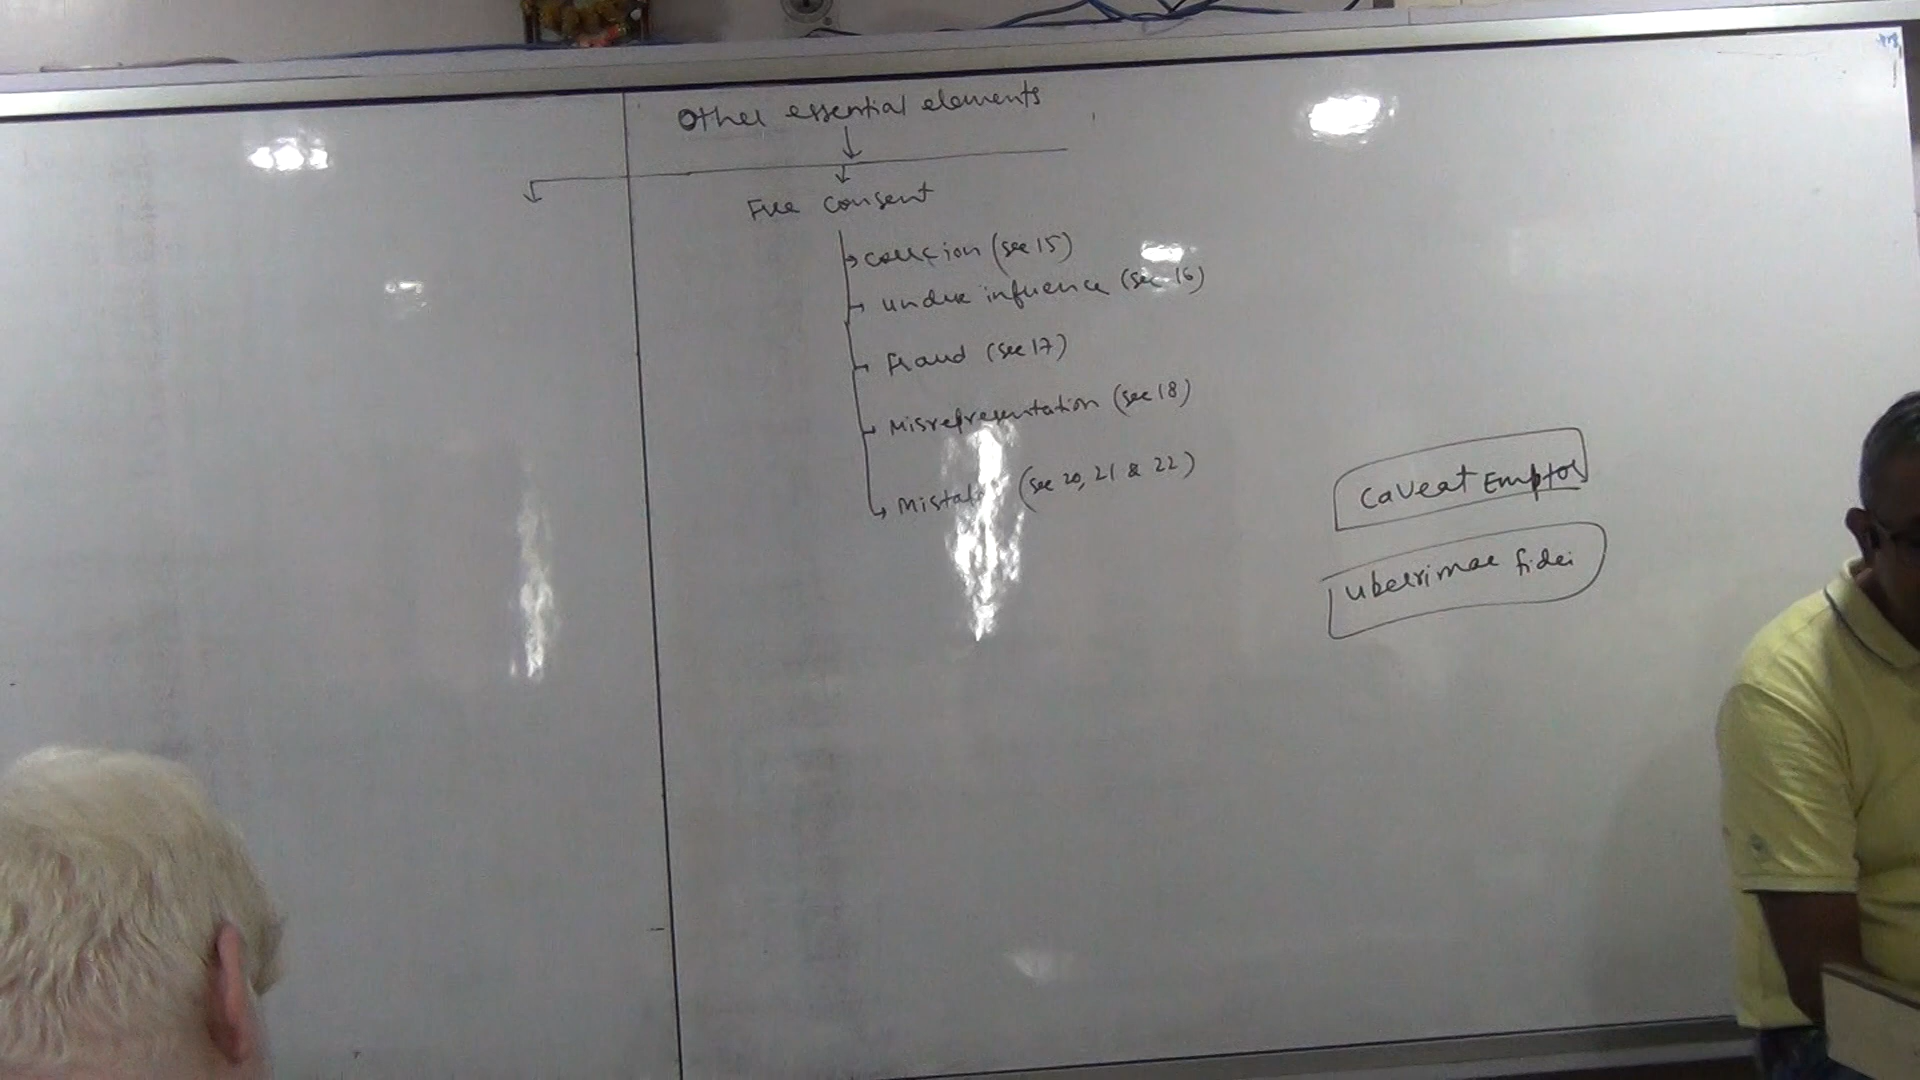 Other essential elements
Free consent
coercion (sec 15)
undue influence (sec 16)
Fraud (sec 17)
Misrepresentation (sec 18)
Mistake (sec 20, 21 & 22)
Caveat Emptor
uberrimae fidei